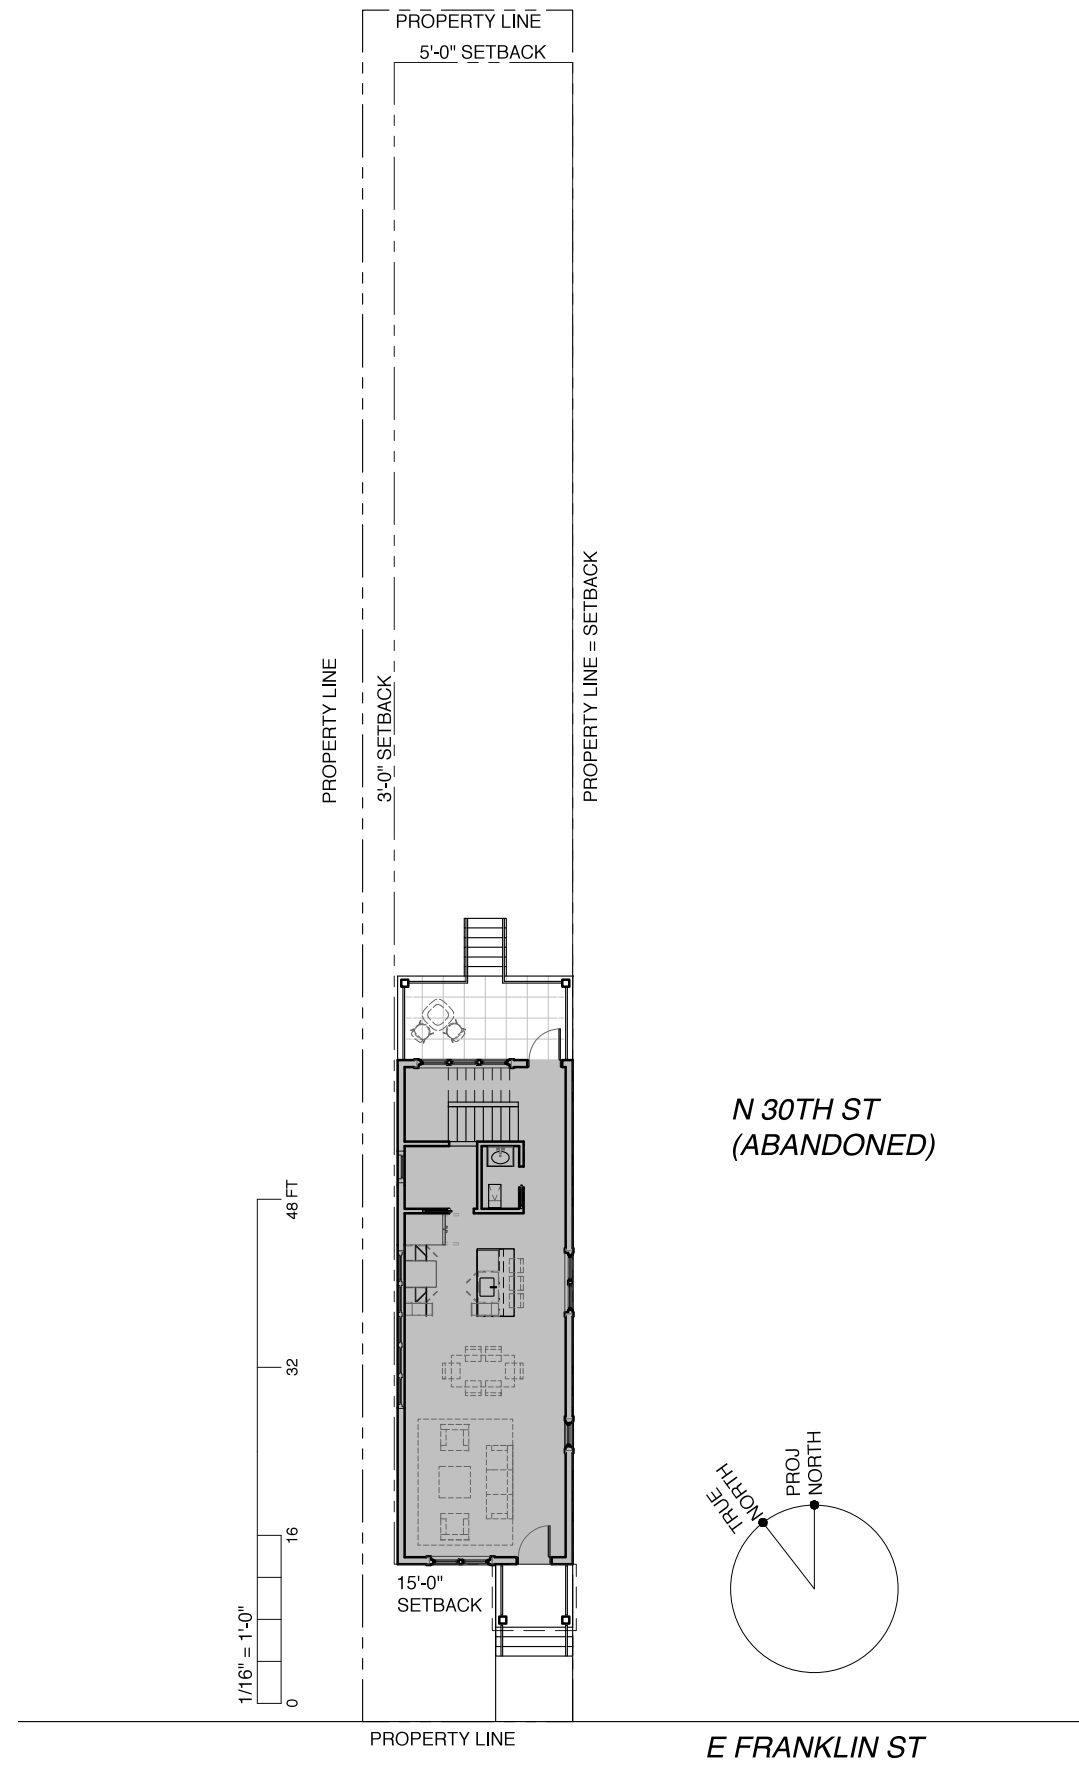 PROPERTY LINE
5'-0" SETBACK
PROPERTY LINE = SETBACK
PROPERTY LINE
3'-0" SETBACK
N 30TH ST
(ABANDONED)
48 FT
32
16
0
1/16" = 1'-0"
TRUE
NORTH
PROJ
NORTH
15'-0"
SETBACK
PROPERTY LINE
E FRANKLIN ST